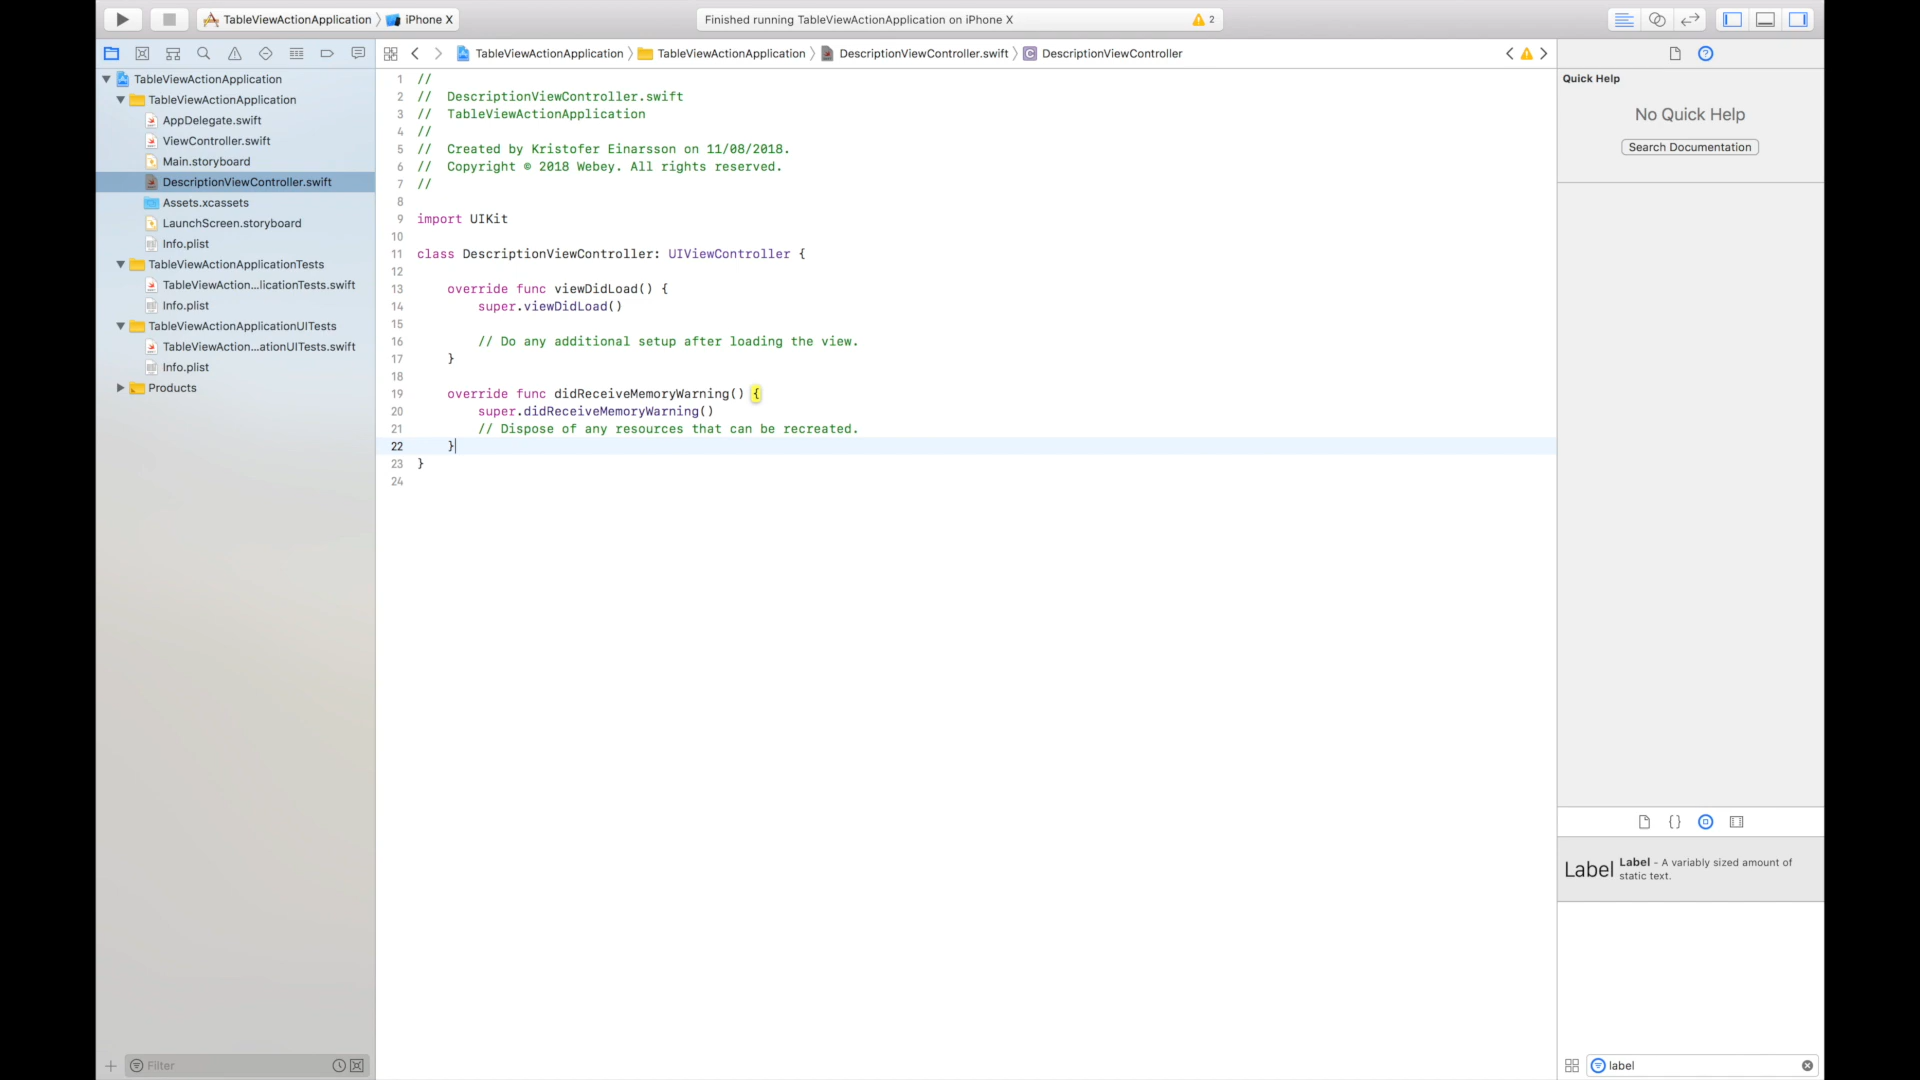 TableViewActionApplication
iPhone X
Finished running TableViewActionApplication on iPhone X
2
TableViewActionApplication
TableViewActionApplication
AppDelegate.swift
ViewController.swift
Main.storyboard
DescriptionViewController.swift
Assets.xcassets
LaunchScreen.storyboard
Info.plist
TableViewActionApplicationTests
TableViewAction...licationTests.swift
Info.plist
TableViewActionApplicationUITests
TableViewAction...ationUITests.swift
Info.plist
Products
Filter
TableViewActionApplication
TableViewActionApplication
DescriptionViewController.swift
DescriptionViewController
1 //
2 // DescriptionViewController.swift
3 // TableViewActionApplication
4 //
5 // Created by Kristofer Einarsson on 11/08/2018.
6 // Copyright © 2018 Webey. All rights reserved.
7 //
8
9 import UIKit
10
11 class DescriptionViewController: UIViewController {
12
13 override func viewDidLoad() {
14 super.viewDidLoad()
15
16 // Do any additional setup after loading the view.
17 }
18
19 override func didReceiveMemoryWarning() {
20 super.didReceiveMemoryWarning()
21 // Dispose of any resources that can be recreated.
22 }
23 }
24
Quick Help
No Quick Help
Search Documentation
{}
Label
Label - A variably sized amount of
static text.
label